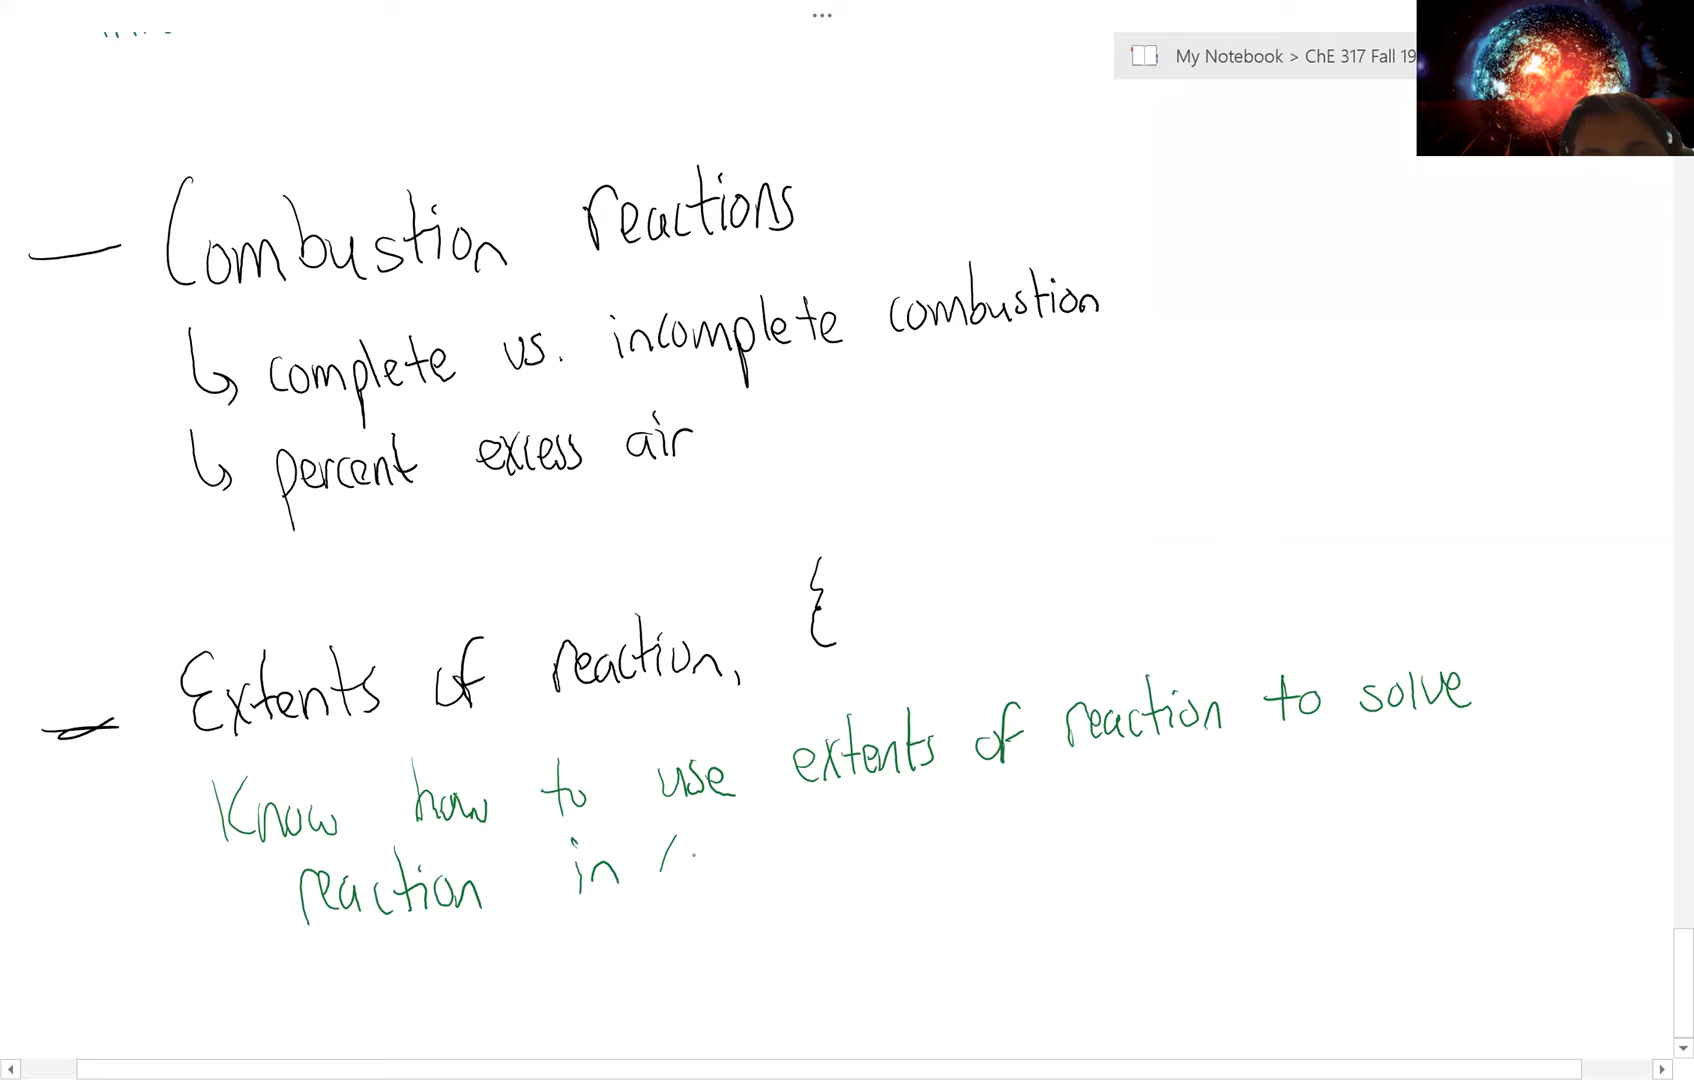 My Notebook > ChE 317 Fall 19
— Combustion reactions
↳ complete vs. incomplete combustion
↳ percent excess air
— Extents of reaction, ξ
Know how to use extents of reaction to solve
reaction in